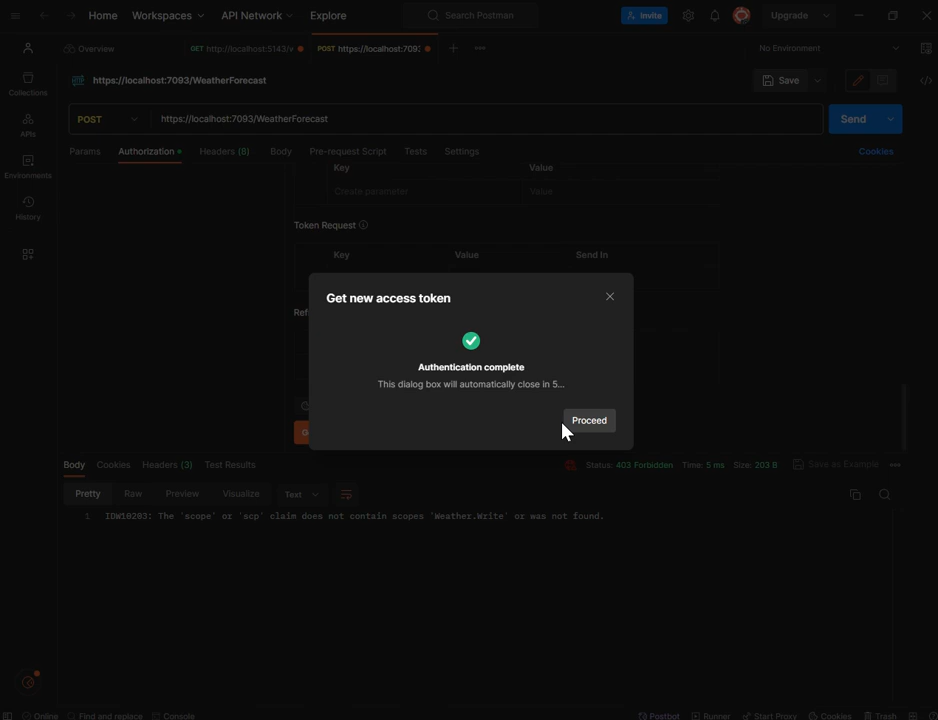 Home Workspaces API Network Explore Search Postman Invite Upgrade
Overview GET http://localhost:5143/v POST https://localhost:709: No Environment
https://localhost:7093/WeatherForecast Save
Collections
POST https://localhost:7093/WeatherForecast Send
APIs
Params Authorization Headers (8) Body Pre-request Script Tests Settings Cookies
Key Value
Environments
Create parameter Value
History
Token Request
Key Value Send In
Get new access token
Ref
Authentication complete
This dialog box will automatically close in 5...
Proceed
G
Body Cookies Headers (3) Test Results Status: 403 Forbidden Time: 5 ms Size: 203 B Save as Example
Pretty Raw Preview Visualize Text
1 IDW10203: The 'scope' or 'scp' claim does not contain scopes 'Weather.Write' or was not found.
Online Find and replace Console Postbot Runner Start Proxy Cookies Trash